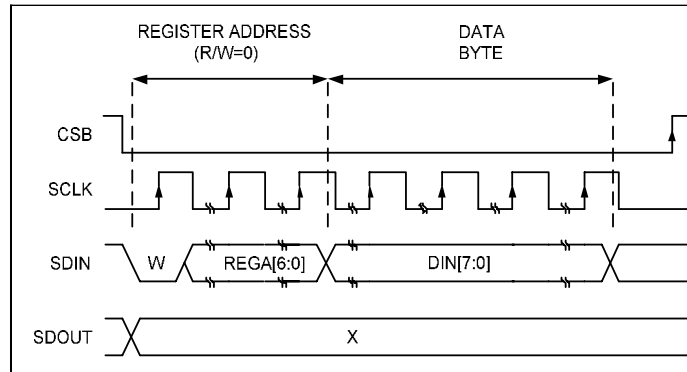 REGISTER ADDRESS
(R/W=0)
DATA
BYTE
CSB
SCLK
SDIN
W
REGA[6:0]
DIN[7:0]
SDOUT
X